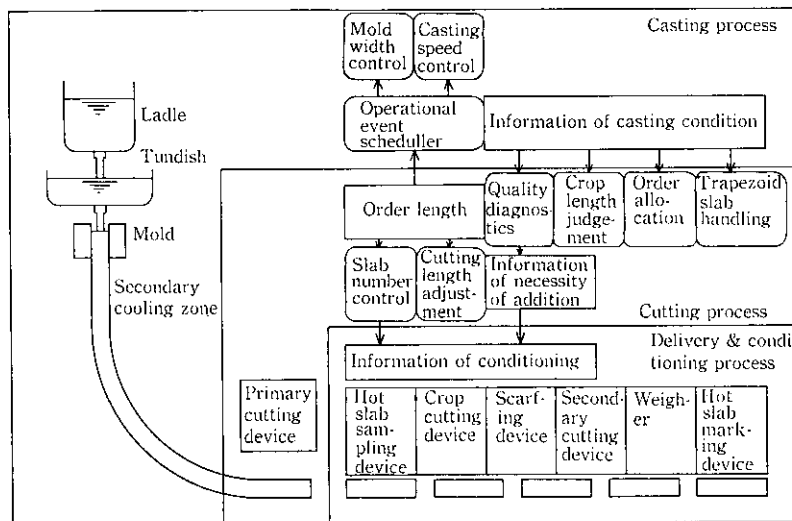 Casting process
Mold
width
control
Casting
speed
control
Operational
event
scheduller
Information of casting condition
Ladle
Tundish
Mold
Secondary
cooling zone
Order length
Quality
diagnos-
tics
Crop
length
judge-
ment
Order
allo-
cation
Trapezoid
slab
handling
Slab
number
control
Cutting
length
adjust-
ment
Information
of necessity
of addition
Cutting process
Delivery & condi
tioning process
Information of conditioning
Primary
cutting
device
Hot
slab
sam-
pling
device
Crop
cutting
device
Scarf-
ing
device
Second-
ary
cutting
device
Weigh-
er
Hot
slab
mark-
ing
device